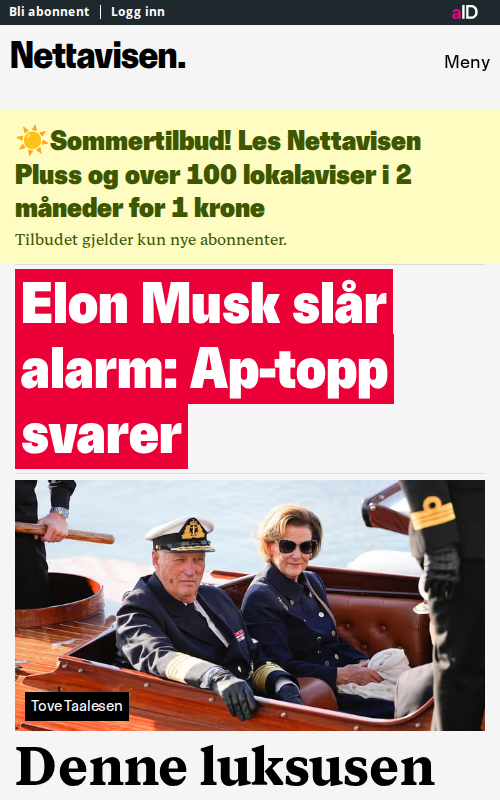 Bli abonnent | Logg inn
aID
Nettavisen.
Meny
Sommertilbud! Les Nettavisen
Pluss og over 100 lokalaviser i 2
måneder for 1 krone
Tilbudet gjelder kun nye abonnenter.
Elon Musk slår
alarm: Ap-topp
svarer
Tove Taalesen
Denne luksusen